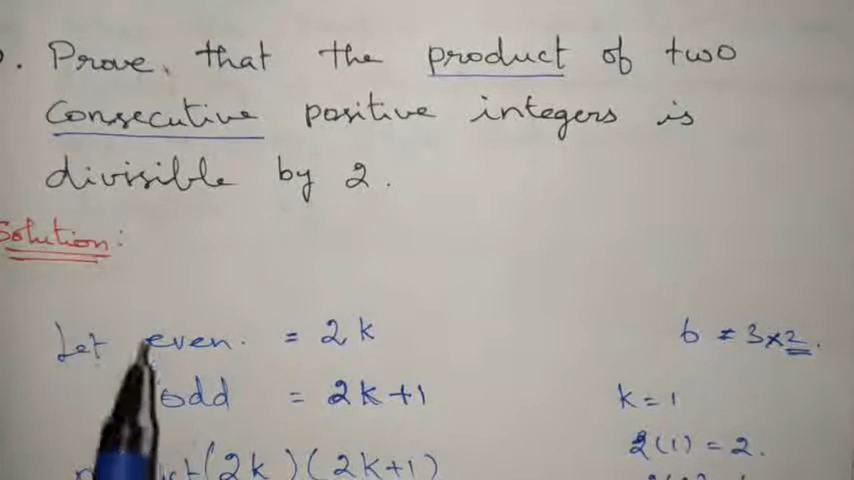 . Prove that the product of two
consecutive positive integers is
divisible by 2.
Solution:
Let even. = 2k
odd = 2k+1
(2k)(2k+1)
6 = 3×2.
k = 1
2(1) = 2.